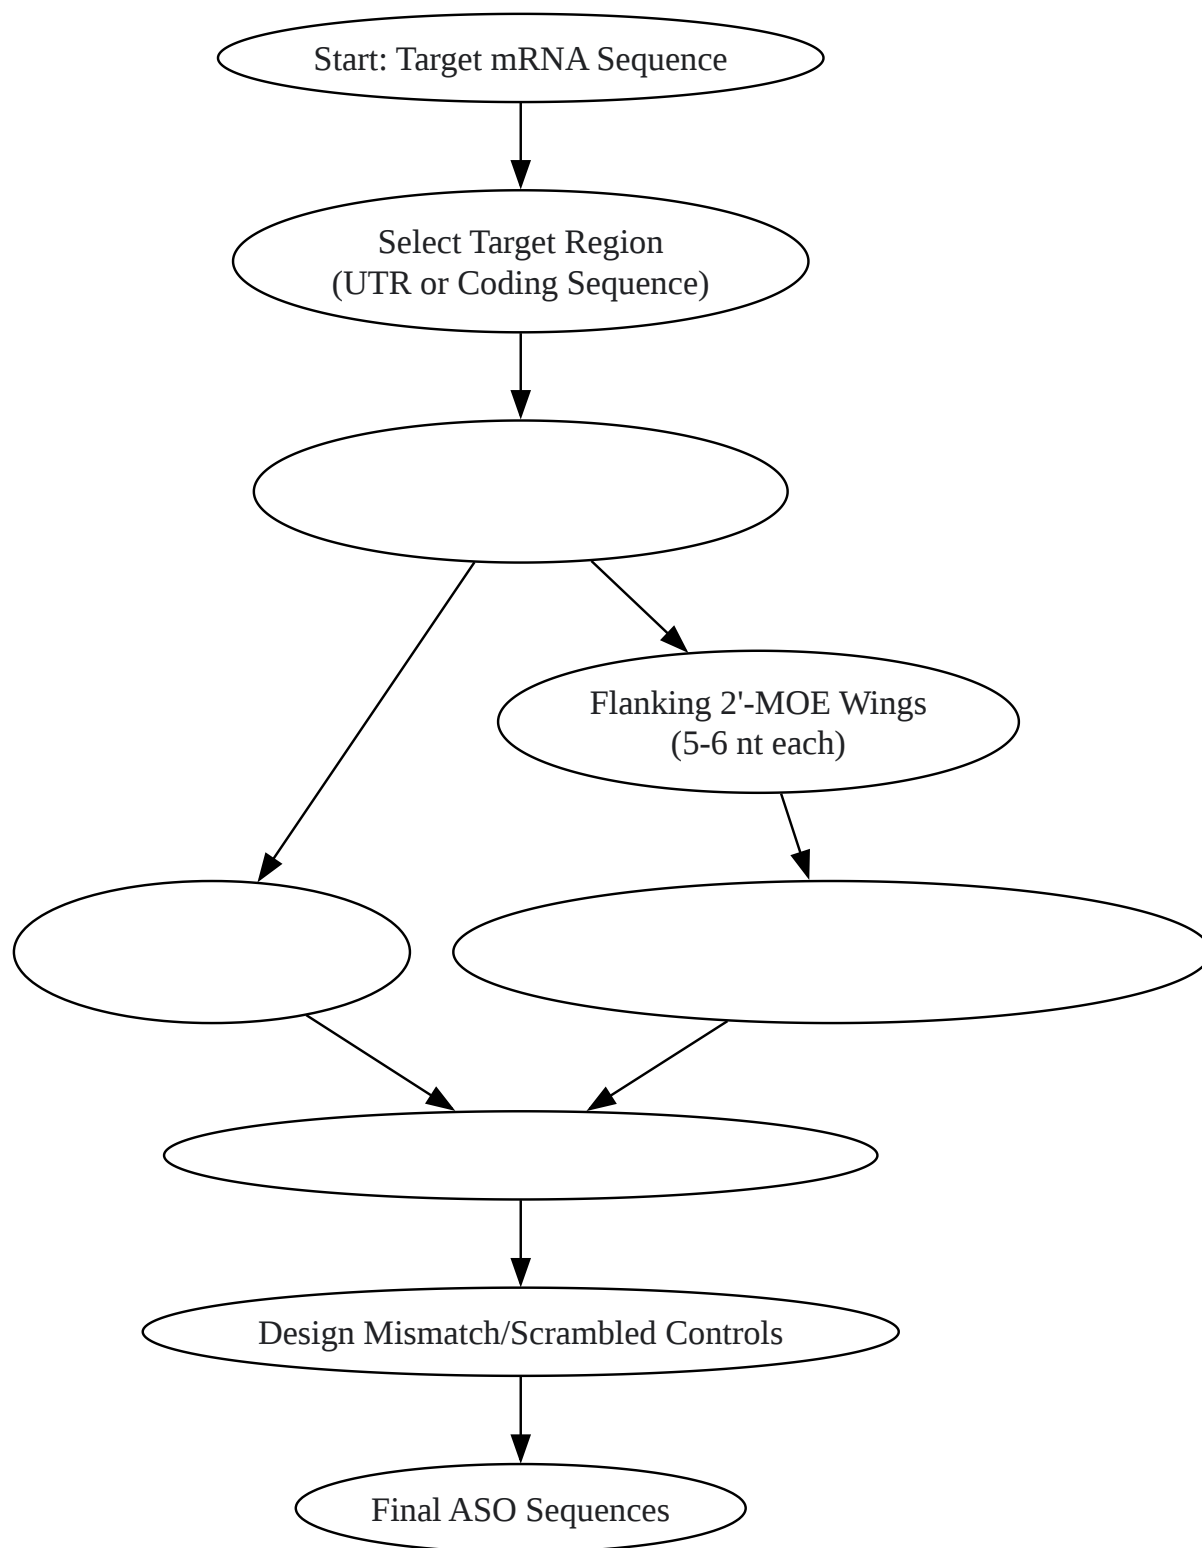 Start: Target mRNA Sequence
Select Target Region
(UTR or Coding Sequence)
Flanking 2'-MOE Wings
(5-6 nt each)
Design Mismatch/Scrambled Controls
Final ASO Sequences